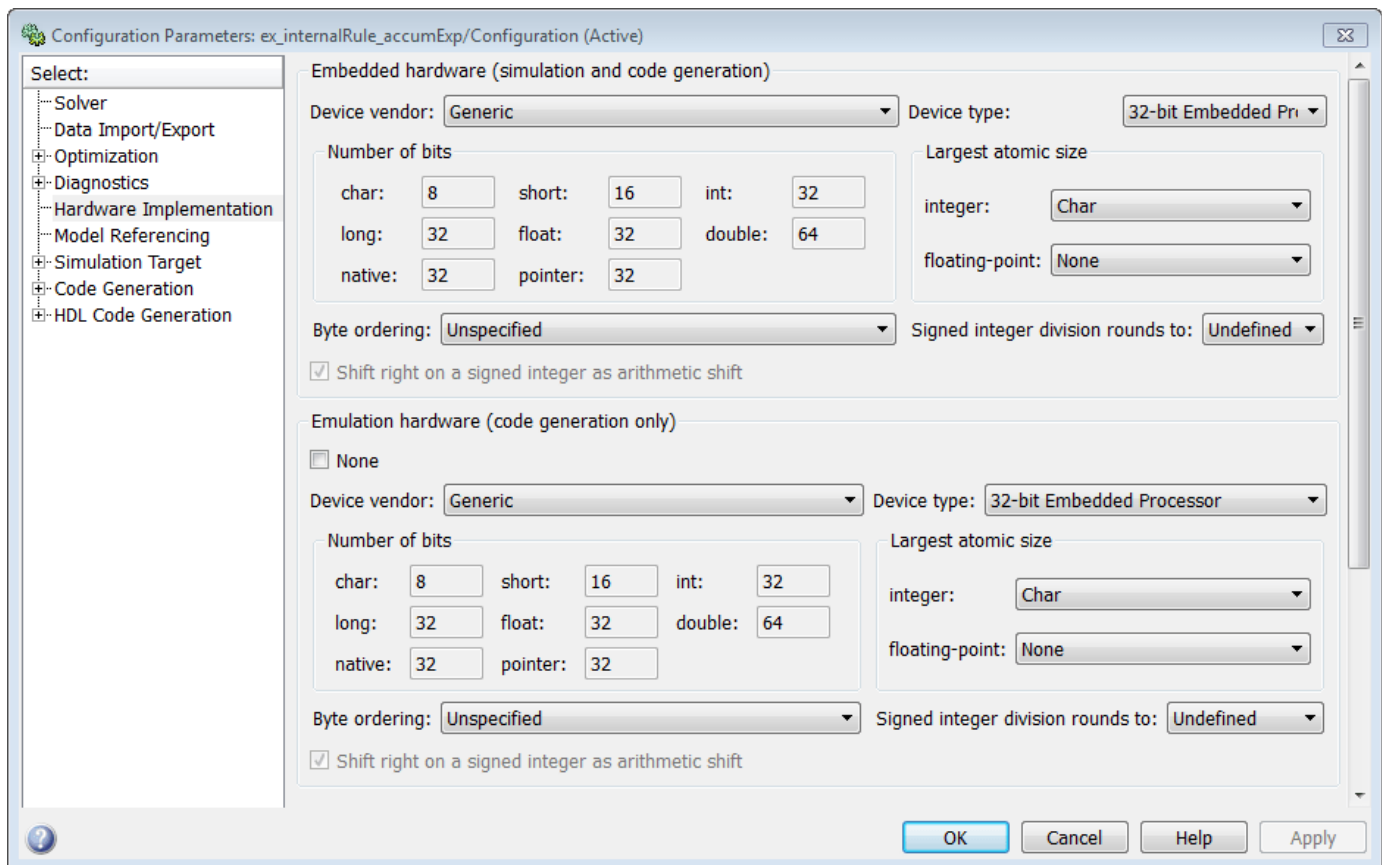 Configuration Parameters: ex_internalRule_accumExp/Configuration (Active)
Select:
Solver
Data Import/Export
Optimization
Diagnostics
Hardware Implementation
Model Referencing
Simulation Target
Code Generation
HDL Code Generation
Embedded hardware (simulation and code generation)
Device vendor: Generic Device type: 32-bit Embedded Pr
Number of bits Largest atomic size
char: 8 short: 16 int: 32
integer: Char
long: 32 float: 32 double: 64
floating-point: None
native: 32 pointer: 32
Byte ordering: Unspecified Signed integer division rounds to: Undefined
Shift right on a signed integer as arithmetic shift
Emulation hardware (code generation only)
None
Device vendor: Generic Device type: 32-bit Embedded Processor
Number of bits Largest atomic size
char: 8 short: 16 int: 32
integer: Char
long: 32 float: 32 double: 64
floating-point: None
native: 32 pointer: 32
Byte ordering: Unspecified Signed integer division rounds to: Undefined
Shift right on a signed integer as arithmetic shift
? OK Cancel Help Apply